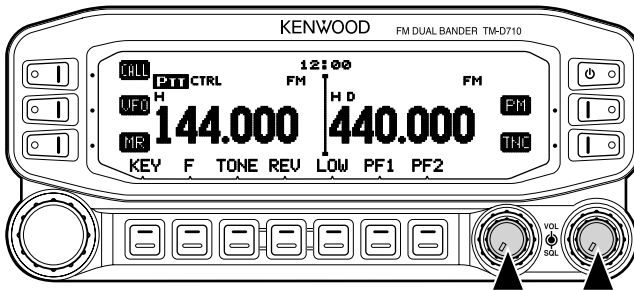 KENWOOD FM DUAL BANDER TM-D710
12:00
CALL PTT CTRL FM FM
H H D
VFO 144.000 440.000 PM
MR TNC
KEY F TONE REV LOW PF1 PF2
VOL
SQL